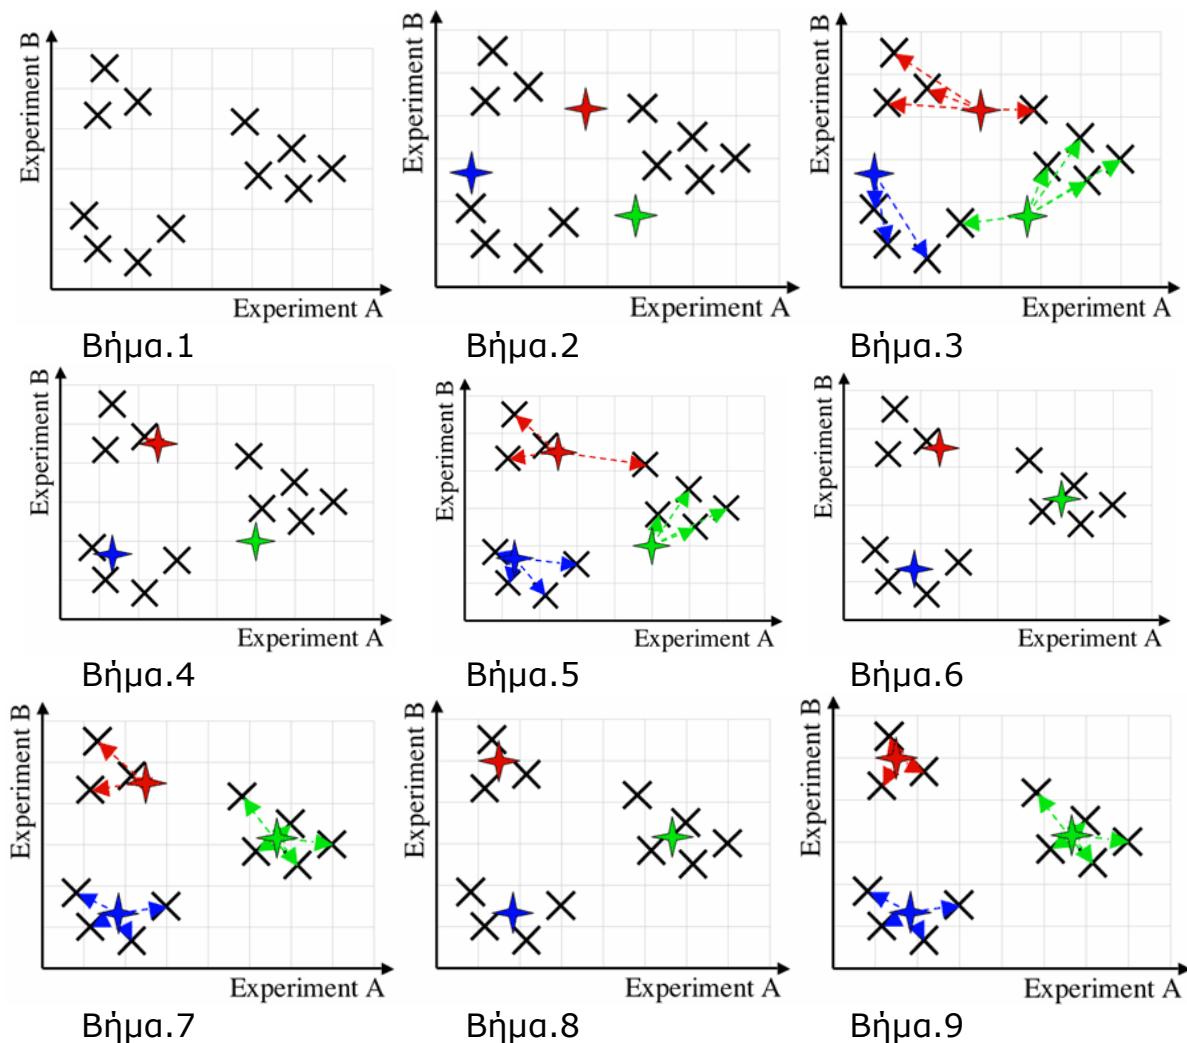 Experiment B
Experiment A
Βήμα.1
Experiment B
Experiment A
Βήμα.2
Experiment B
Experiment A
Βήμα.3
Experiment B
Experiment A
Βήμα.4
Experiment B
Experiment A
Βήμα.5
Experiment B
Experiment A
Βήμα.6
Experiment B
Experiment A
Βήμα.7
Experiment B
Experiment A
Βήμα.8
Experiment B
Experiment A
Βήμα.9